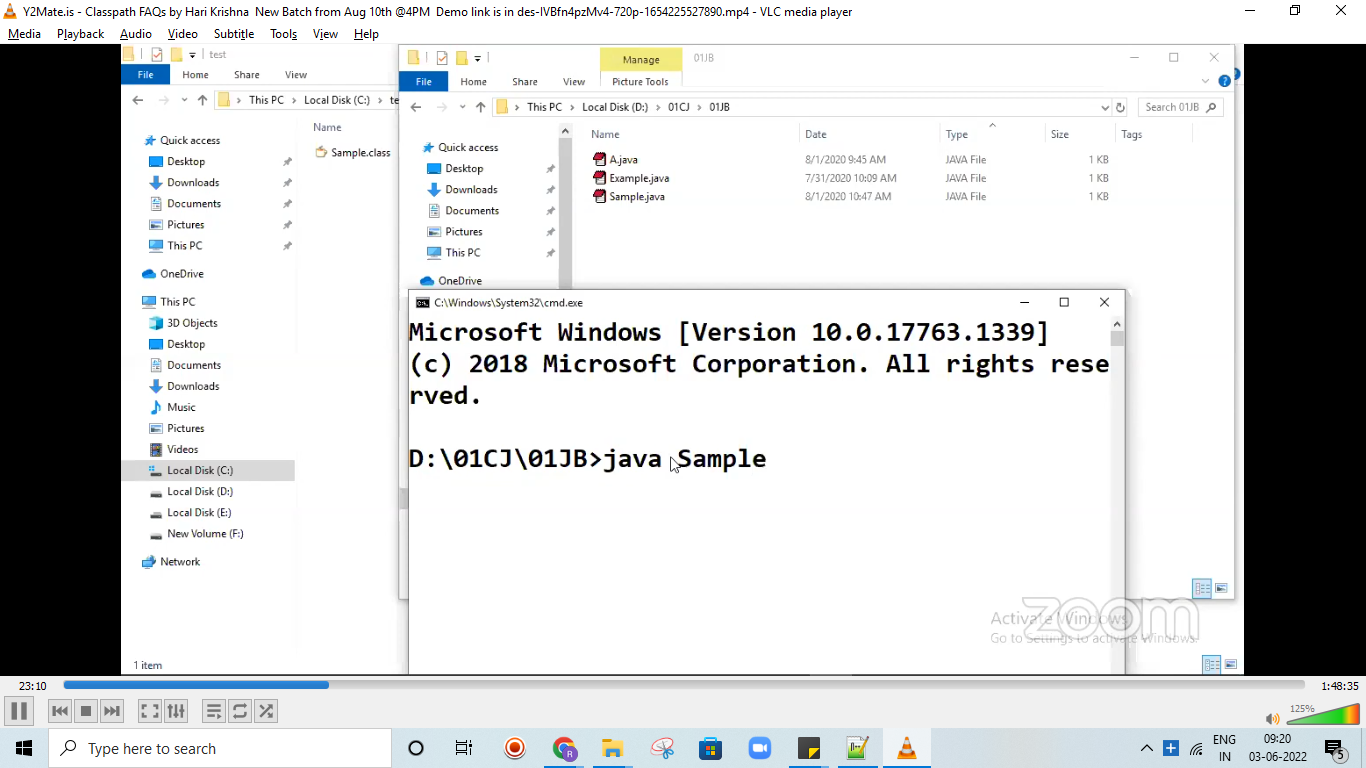 Y2Mate.is - Classpath FAQs by Hari Krishna  New Batch from Aug 10th @4PM  Demo link is in des-lVBfn4pzMv4-720p-1654225527890.mp4 - VLC media player
Media Playback Audio Video Subtitle Tools View Help
test
File Home Share View
This PC > Local Disk (C:) > te
Name
Sample.class
Quick access
Desktop
Downloads
Documents
Pictures
This PC
OneDrive
This PC
3D Objects
Desktop
Documents
Downloads
Music
Pictures
Videos
Local Disk (C:)
Local Disk (D:)
Local Disk (E:)
New Volume (F:)
Network
1 item
Manage 01JB
File Home Share View Picture Tools
This PC > Local Disk (D:) > 01CJ > 01JB
Search 01JB
Quick access
Desktop
Downloads
Documents
Pictures
This PC
OneDrive
Name Date Type Size Tags
A.java 8/1/2020 9:45 AM JAVA File 1 KB
Example.java 7/31/2020 10:09 AM JAVA File 1 KB
Sample.java 8/1/2020 10:47 AM JAVA File 1 KB
C:\Windows\System32\cmd.exe
Microsoft Windows [Version 10.0.17763.1339]
(c) 2018 Microsoft Corporation. All rights rese
rved.
D:\01CJ\01JB>java Sample
zoom
Activate Windows
Go to Settings to activate Windows.
23:10 1:48:35
125%
Type here to search
ENG
IN
09:20
03-06-2022
5